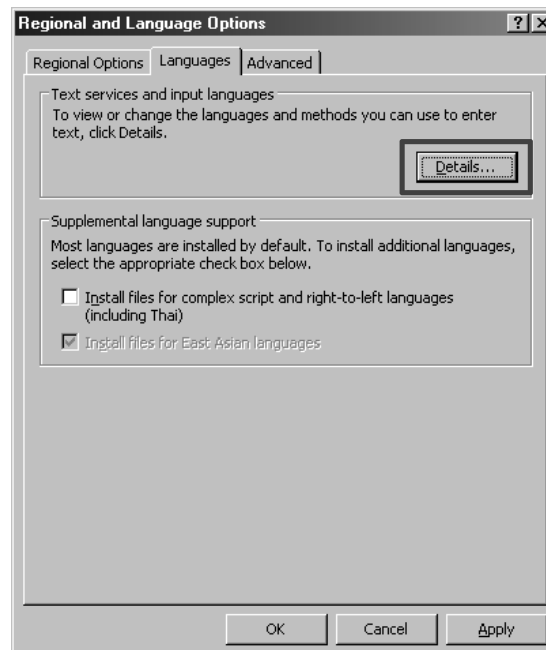 Regional and Language Options
Regional Options Languages Advanced
Text services and input languages
To view or change the languages and methods you can use to enter
text, click Details.
Details...
Supplemental language support
Most languages are installed by default. To install additional languages,
select the appropriate check box below.
Install files for complex script and right-to-left languages
(including Thai)
Install files for East Asian languages
OK Cancel Apply